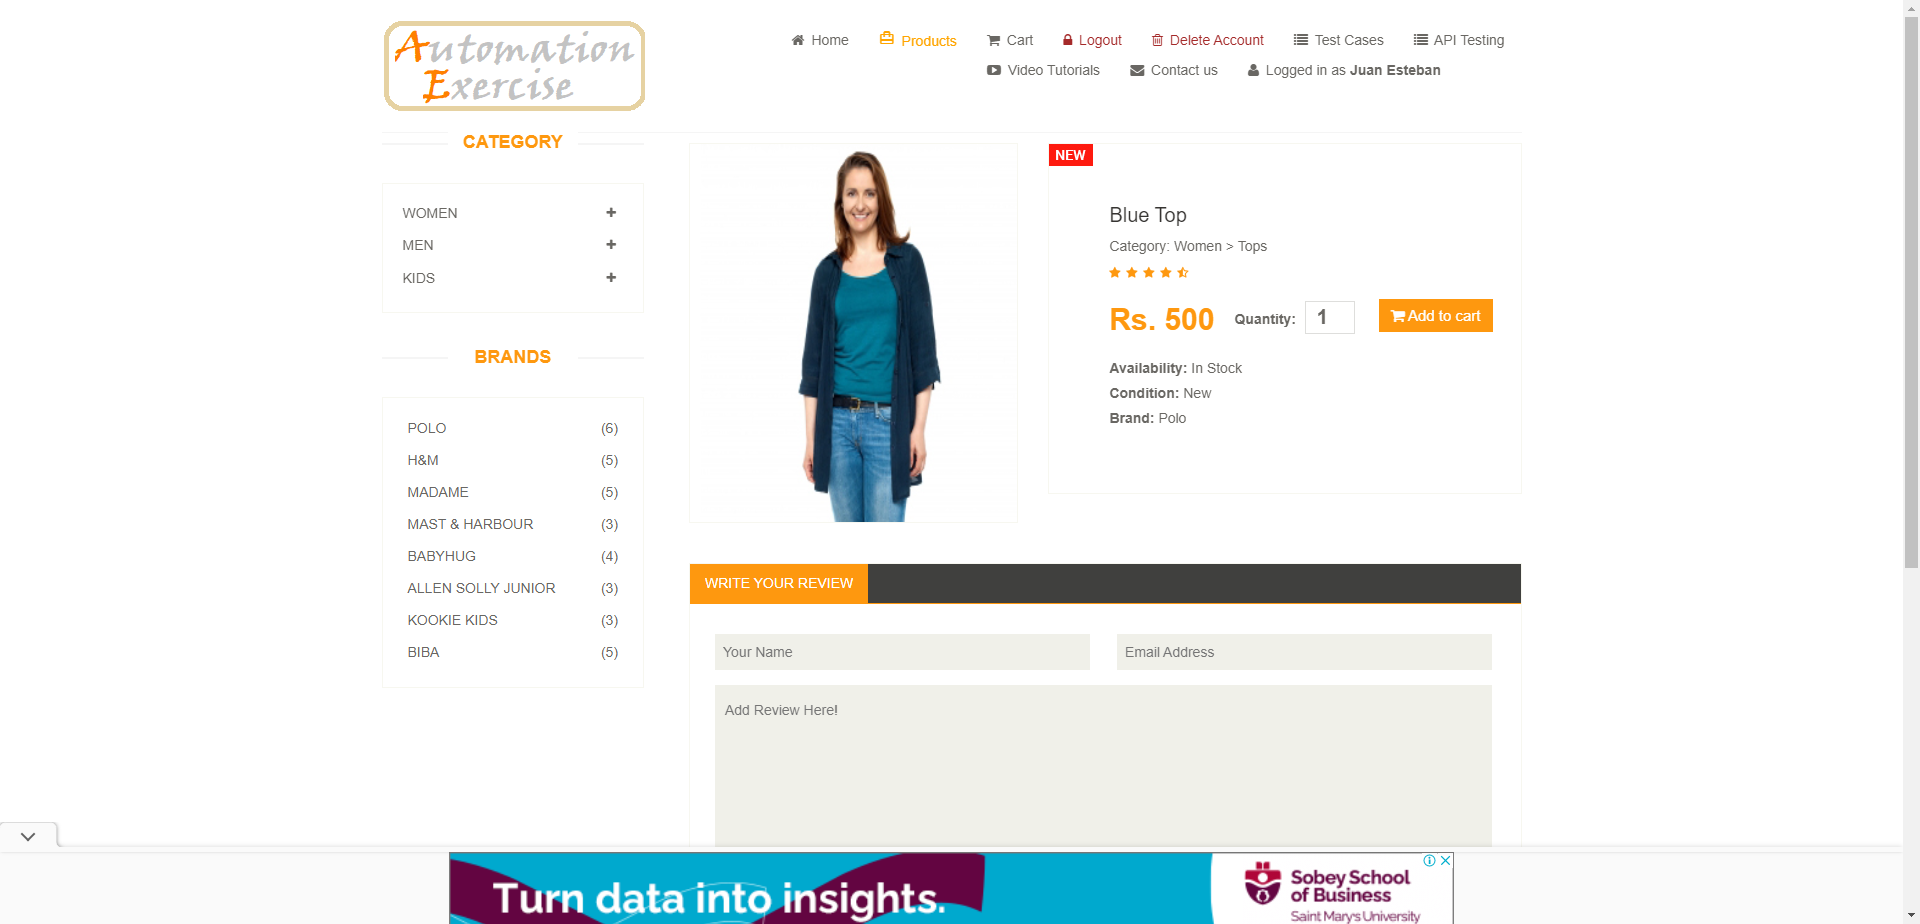 Automation
Exercise
Home
Products
Cart
Logout
Delete Account
Test Cases
API Testing
Video Tutorials
Contact us
Logged in as Juan Esteban
CATEGORY
WOMEN
MEN
KIDS
BRANDS
POLO (6)
H&M (5)
MADAME (5)
MAST & HARBOUR (3)
BABYHUG (4)
ALLEN SOLLY JUNIOR (3)
KOOKIE KIDS (3)
BIBA (5)
NEW
Blue Top
Category: Women > Tops
Rs. 500 Quantity: 1 Add to cart
Availability: In Stock
Condition: New
Brand: Polo
WRITE YOUR REVIEW
Your Name
Email Address
Add Review Here!
Turn data into insights.
Sobey School
of Business
Saint Mary's University